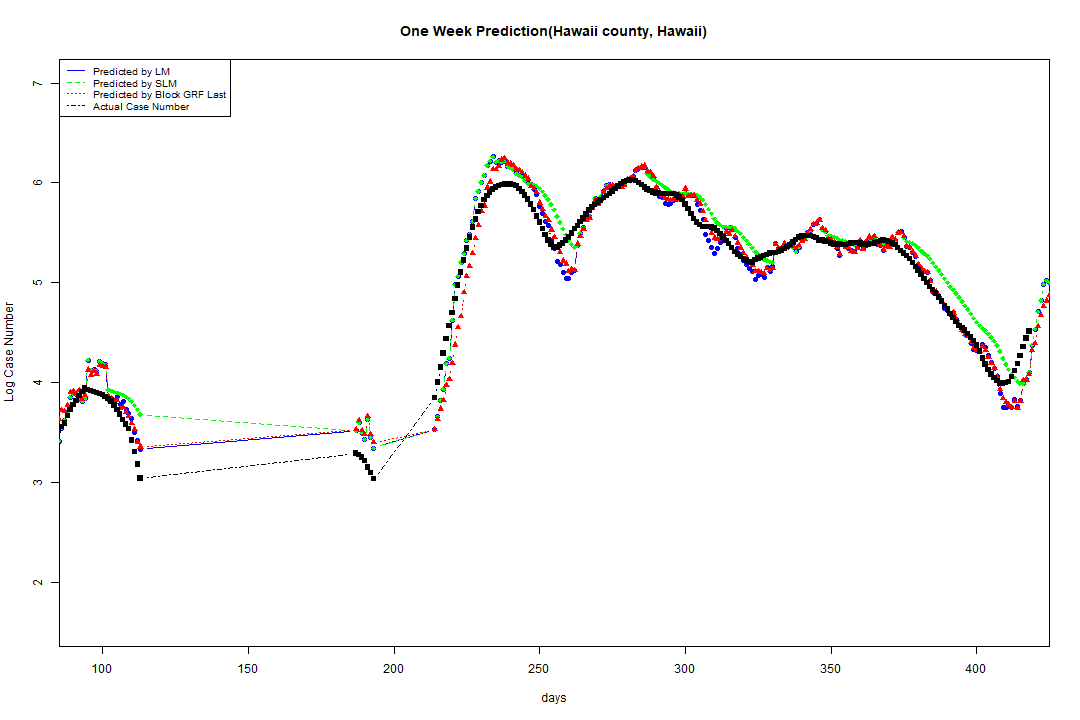 One Week Prediction(Hawaii county, Hawaii)
Predicted by LM
Predicted by SLM
Predicted by Block GRF Last
Actual Case Number
7
6
5
4
3
2
Log Case Number
100 150 200 250 300 350 400
days